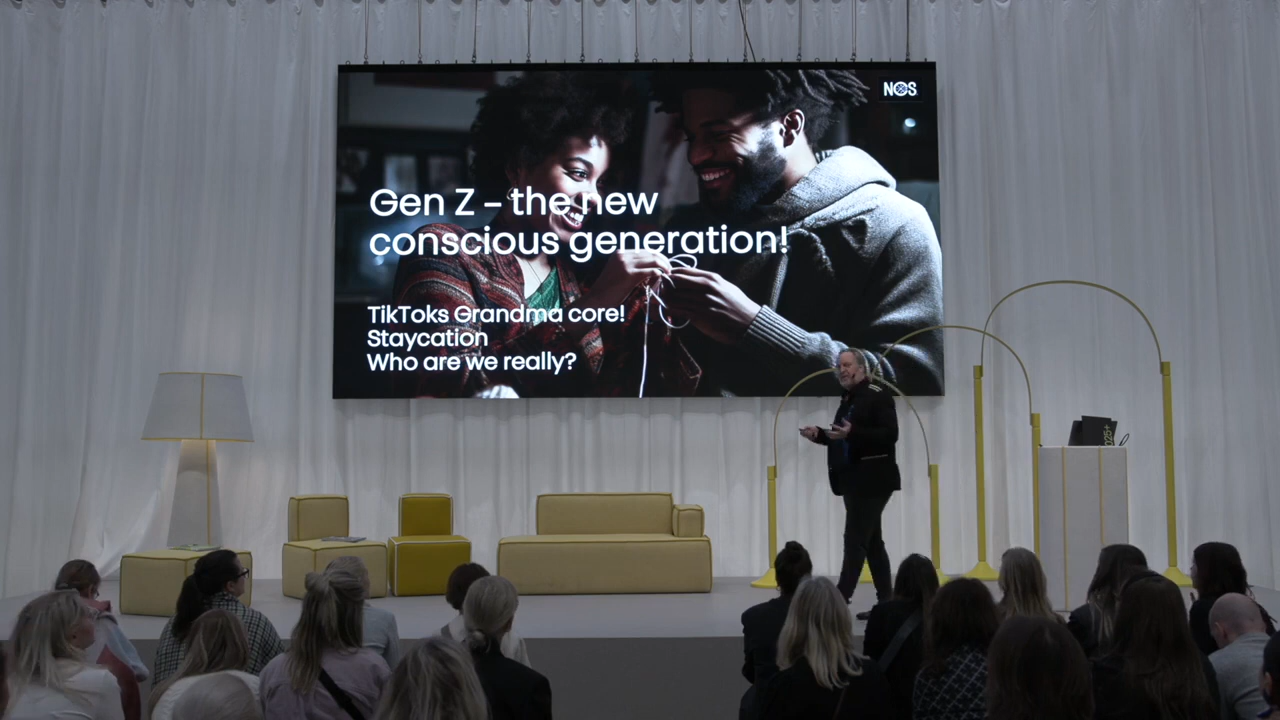 NOS
Gen Z – the new
conscious generation!
TikToks Grandma core!
Staycation
Who are we really?